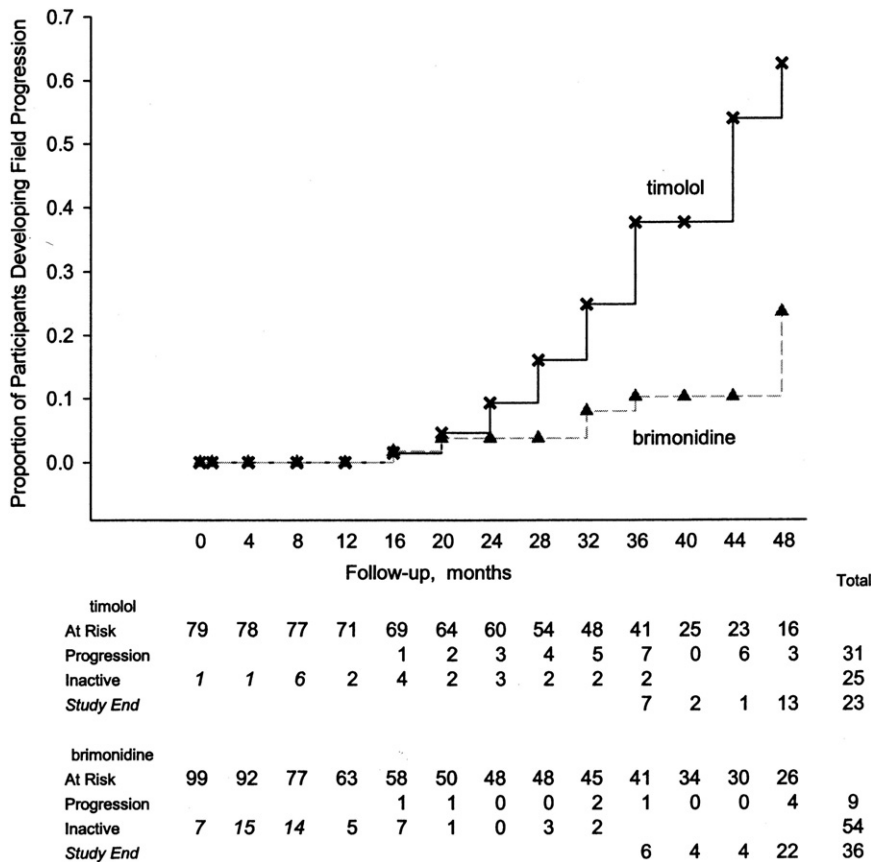 Proportion of Participants Developing Field Progression
0.7
0.6
0.5
0.4
0.3
0.2
0.1
0.0
timolol
brimonidine
0 4 8 12 16 20 24 28 32 36 40 44 48
Follow-up, months
Total
timolol
At Risk 79 78 77 71 69 64 60 54 48 41 25 23 16
Progression 1 2 3 4 5 7 0 6 3 31
Inactive 1 1 6 2 4 2 3 2 2 2 25
Study End 7 2 1 13 23
brimonidine
At Risk 99 92 77 63 58 50 48 48 45 41 34 30 26
Progression 1 1 0 0 2 1 0 0 4 9
Inactive 7 15 14 5 7 1 0 3 2 54
Study End 6 4 4 22 36